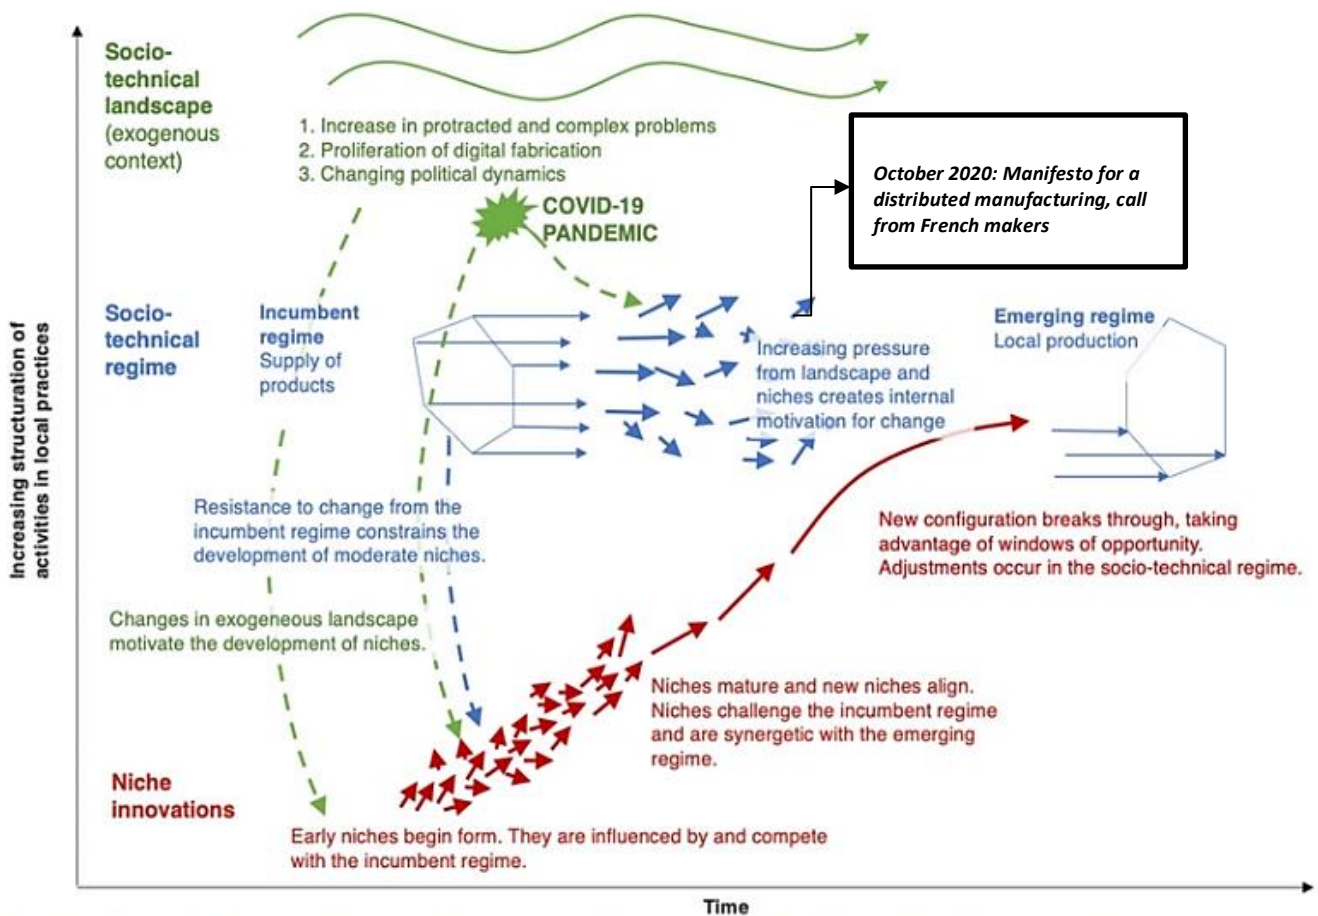 Socio-
technical
landscape
(exogenous
context)
1. Increase in protracted and complex problems
2. Proliferation of digital fabrication
3. Changing political dynamics
COVID-19
PANDEMIC
October 2020: Manifesto for a
distributed manufacturing, call
from French makers
Increasing structuration of
activities in local practices
Socio-
technical
regime
Incumbent
regime
Supply of
products
Increasing pressure
from landscape and
niches creates internal
motivation for change
Emerging regime
Local production
Resistance to change from the
incumbent regime constrains the
development of moderate niches.
New configuration breaks through, taking
advantage of windows of opportunity.
Adjustments occur in the socio-technical regime.
Changes in exogeneous landscape
motivate the development of niches.
Niches mature and new niches align.
Niches challenge the incumbent regime
and are synergetic with the emerging
regime.
Niche
innovations
Early niches begin form. They are influenced by and compete
with the incumbent regime.
Time